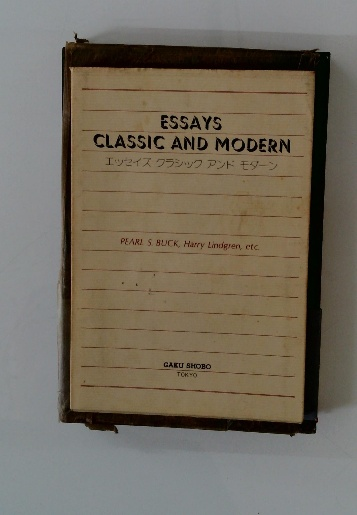 ESSAYS
CLASSIC AND MODERN
エッセイズ クラシック アンド モダーン
PEARL S. BUCK, Harry Lindgren, etc.
GAKU SHOBO
TOKYO